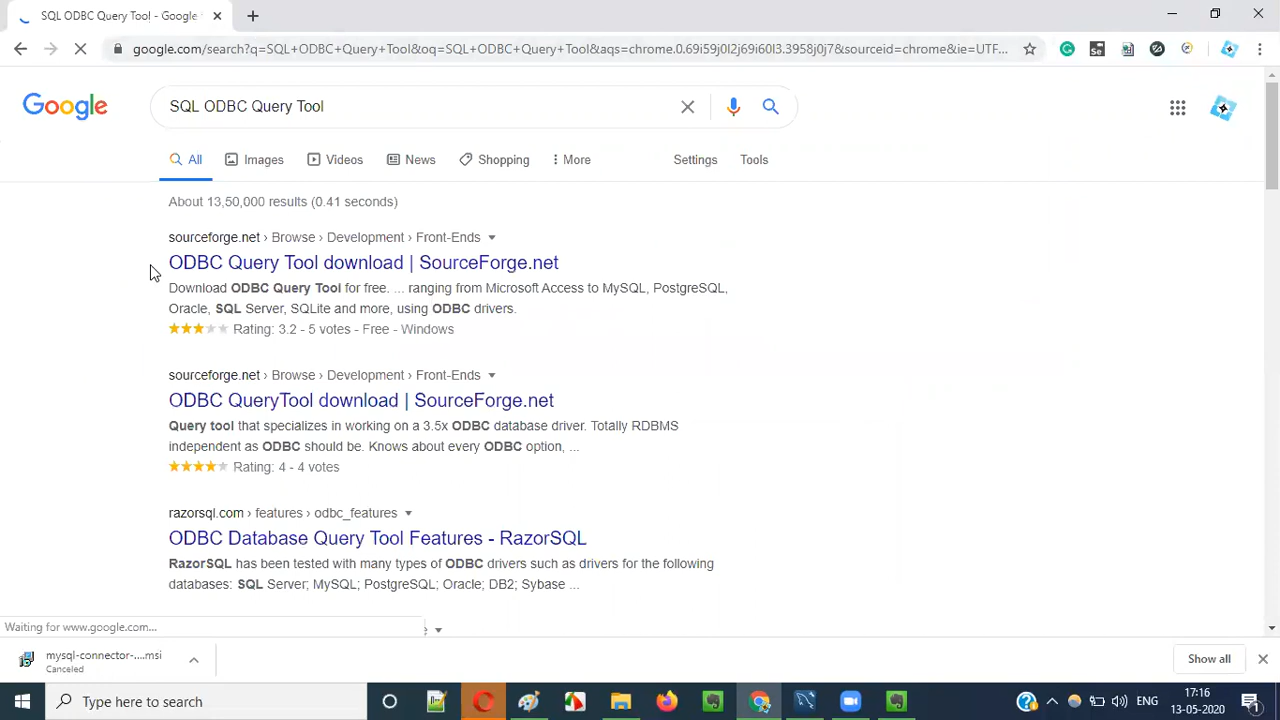 SQL ODBC Query Tool - Google
google.com/search?q=SQL+ODBC+Query+Tool&oq=SQL+ODBC+Query+Tool&aqs=chrome.0.69i59j0l2j69i60l3.3958j0j7&sourceid=chrome&ie=UTF...
Google
SQL ODBC Query Tool
All Images Videos News Shopping More Settings Tools
About 13,50,000 results (0.41 seconds)
sourceforge.net › Browse › Development › Front-Ends
ODBC Query Tool download | SourceForge.net
Download ODBC Query Tool for free. ... ranging from Microsoft Access to MySQL, PostgreSQL,
Oracle, SQL Server, SQLite and more, using ODBC drivers.
Rating: 3.2 - 5 votes - Free - Windows
sourceforge.net › Browse › Development › Front-Ends
ODBC QueryTool download | SourceForge.net
Query tool that specializes in working on a 3.5x ODBC database driver. Totally RDBMS
independent as ODBC should be. Knows about every ODBC option, ...
Rating: 4 - 4 votes
razorsql.com › features › odbc_features
ODBC Database Query Tool Features - RazorSQL
RazorSQL has been tested with many types of ODBC drivers such as drivers for the following
databases: SQL Server; MySQL; PostgreSQL; Oracle; DB2; Sybase ...
Waiting for www.google.com...
mysql-connector-....msi
Canceled
Show all
Type here to search
ENG
17:16
13-05-2020